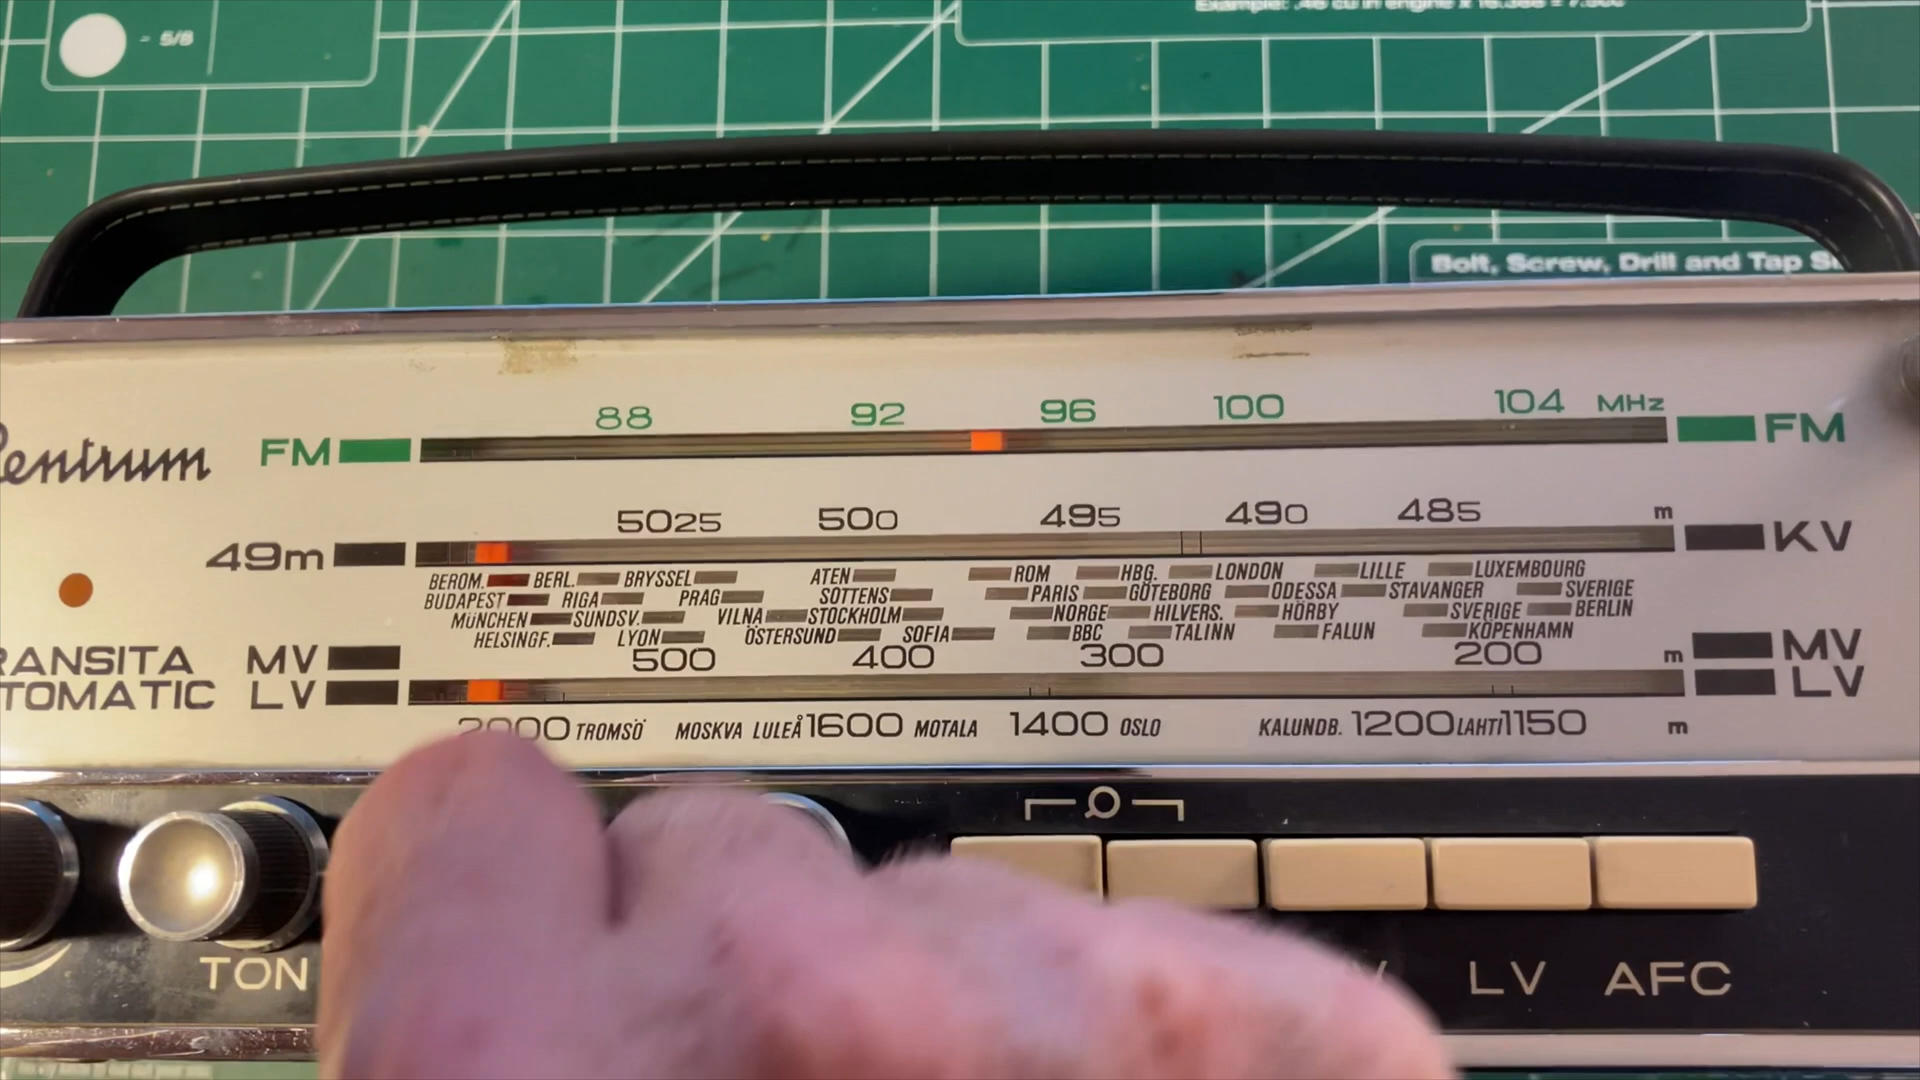 - 5/8
Bolt, Screw, Drill and Tap
88 92 96 100 104 MHz
FM FM
5025 500 495 490 485 m
49m KV
BEROM. BERL. BRYSSEL ATEN ROM HBG. LONDON LILLE LUXEMBOURG
BUDAPEST RIGA PRAG SOTTENS PARIS GÖTEBORG ODESSA STAVANGER SVERIGE
MÜNCHEN SUNDSV. VILNA STOCKHOLM NORGE HILVERS. HÖRBY SVERIGE BERLIN
HELSINGF. LYON ÖSTERSUND SOFIA BBC TALINN FALUN KÖPENHAMN
RANSITA MV 500 400 300 200 m MV
TOMATIC LV LV
2000 TROMSÖ MOSKVA LULEÅ 1600 MOTALA 1400 OSLO KALUNDB. 1200 LAHTI 1150 m
TON LV AFC